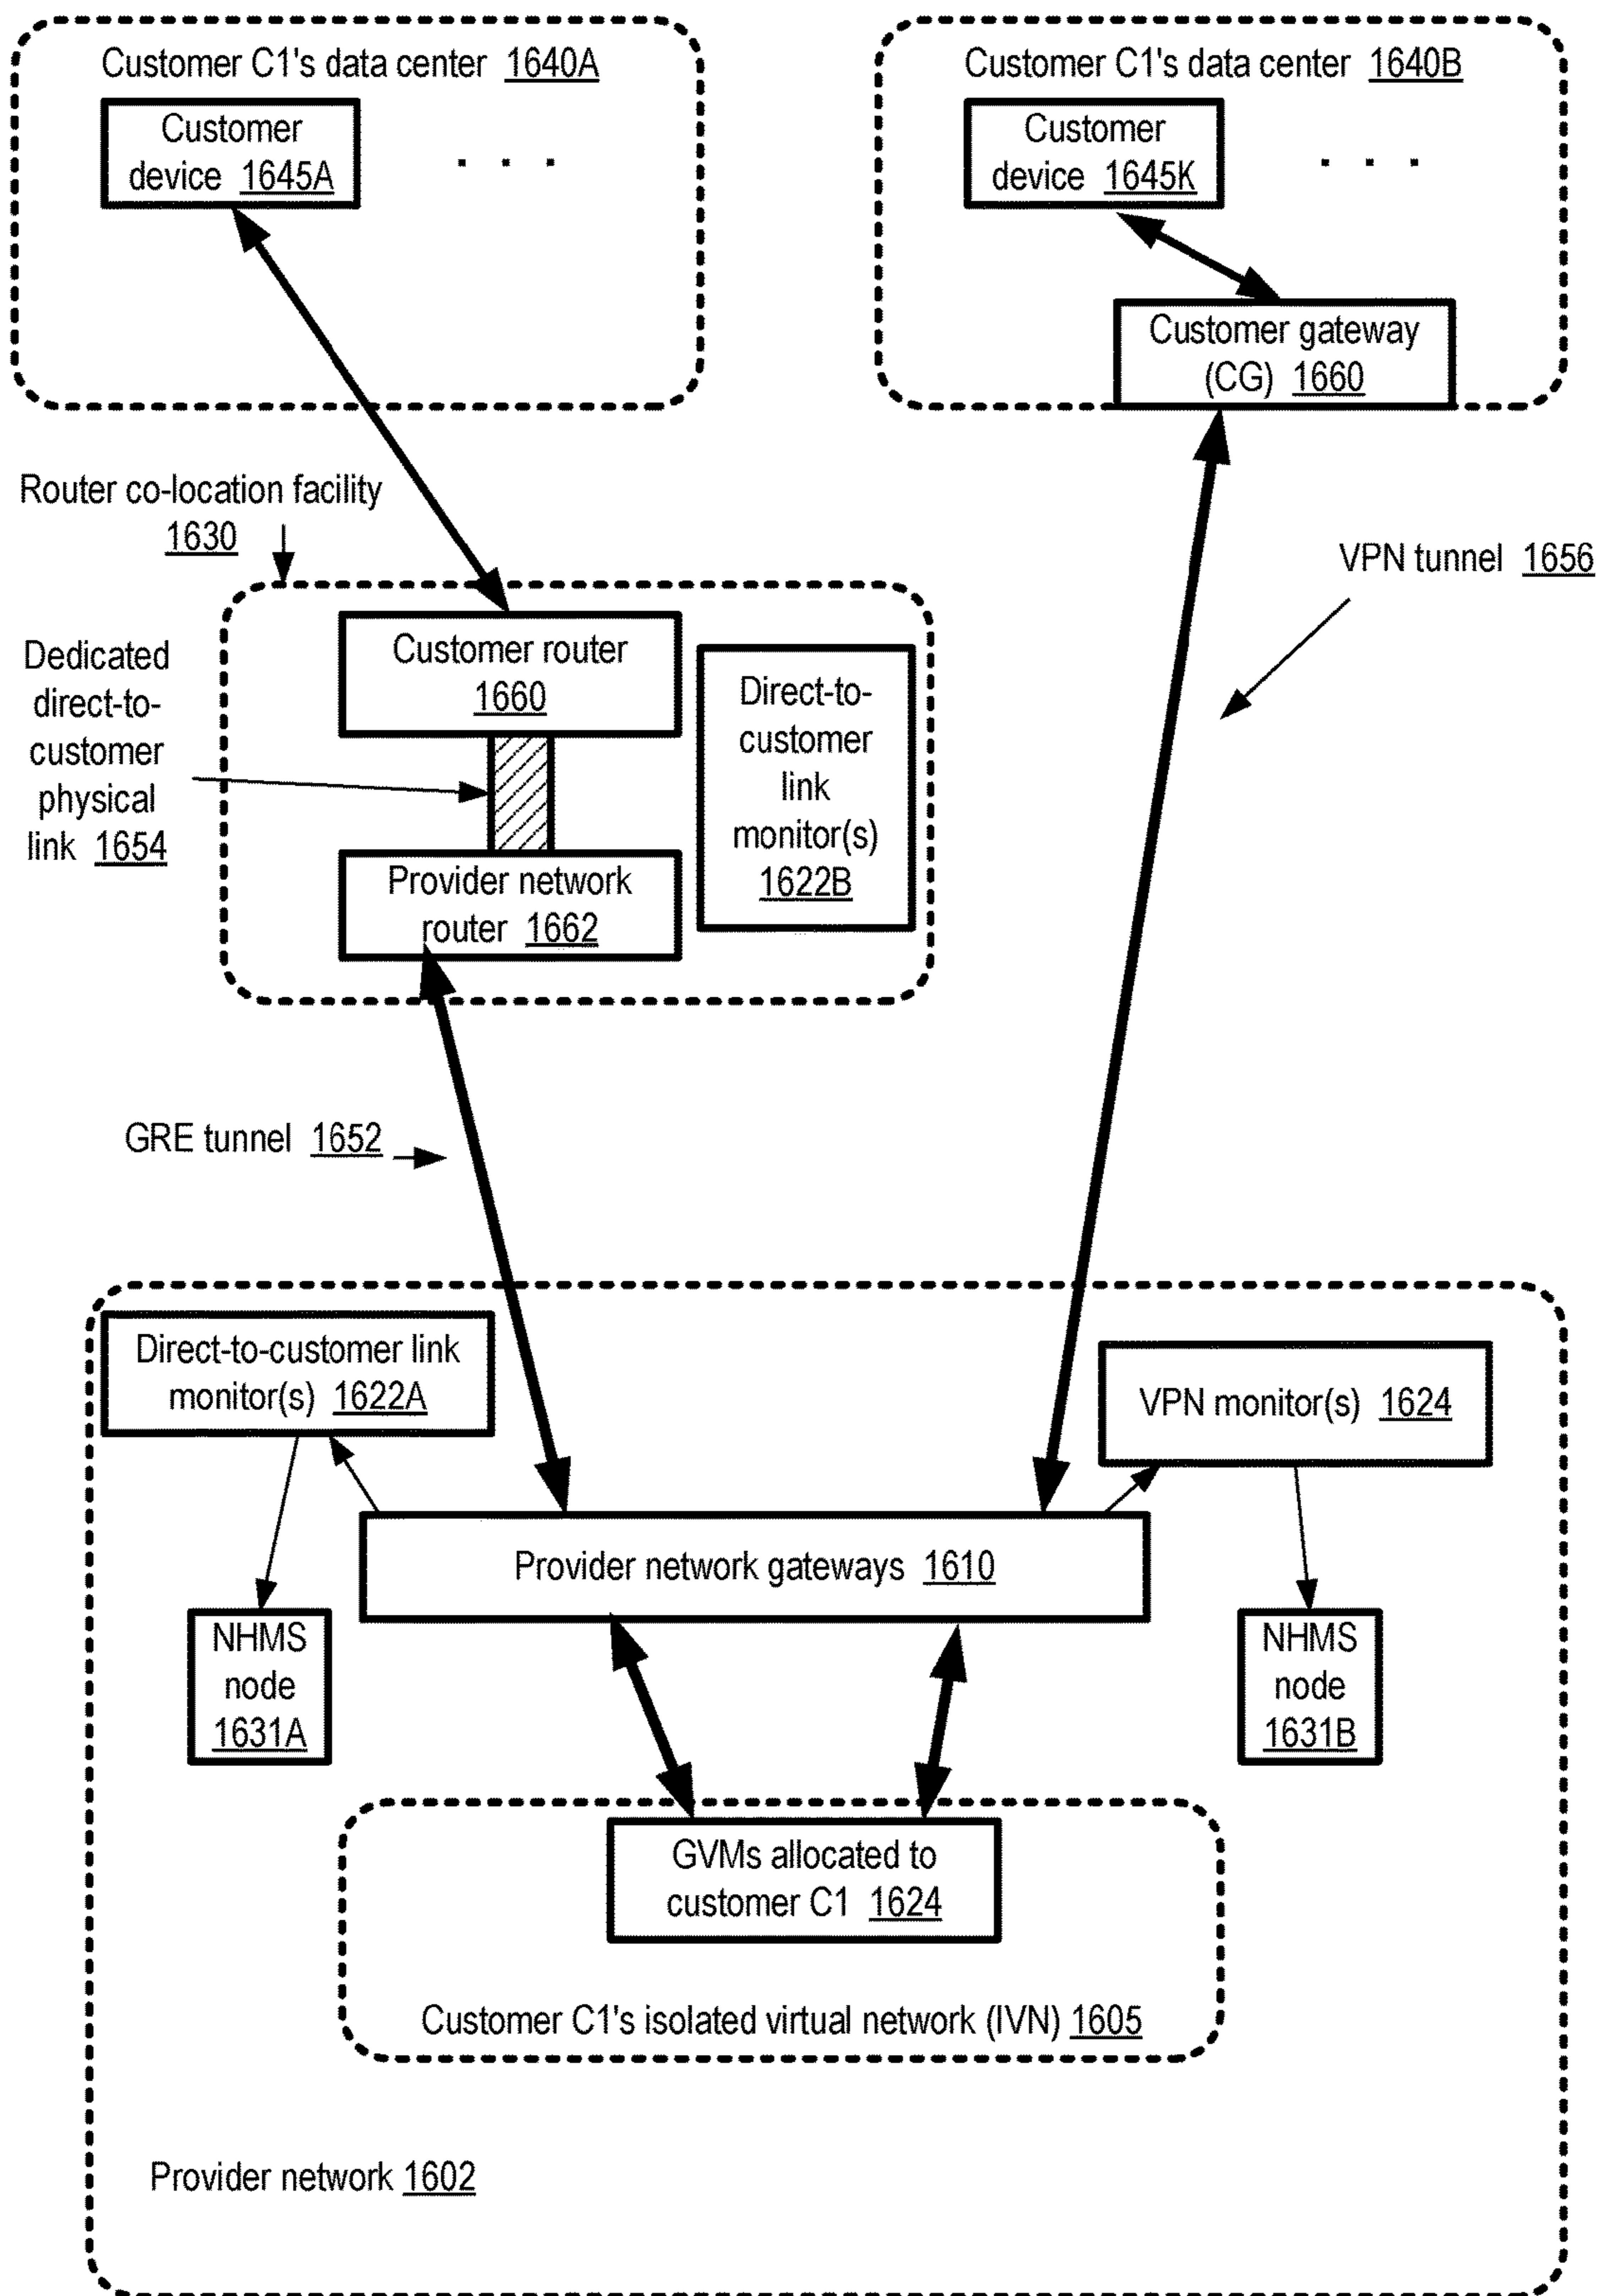 Customer C1's data center 1640A
Customer
device 1645A
. . .
Customer C1's data center 1640B
Customer
device 1645K
. . .
Customer gateway
(CG) 1660
Router co-location facility
1630
VPN tunnel 1656
Dedicated
direct-to-
customer
physical
link 1654
Customer router
1660
Direct-to-
customer
link
monitor(s)
1622B
Provider network
router 1662
GRE tunnel 1652
Direct-to-customer link
monitor(s) 1622A
VPN monitor(s) 1624
Provider network gateways 1610
NHMS
node
1631A
NHMS
node
1631B
GVMs allocated to
customer C1 1624
Customer C1's isolated virtual network (IVN) 1605
Provider network 1602